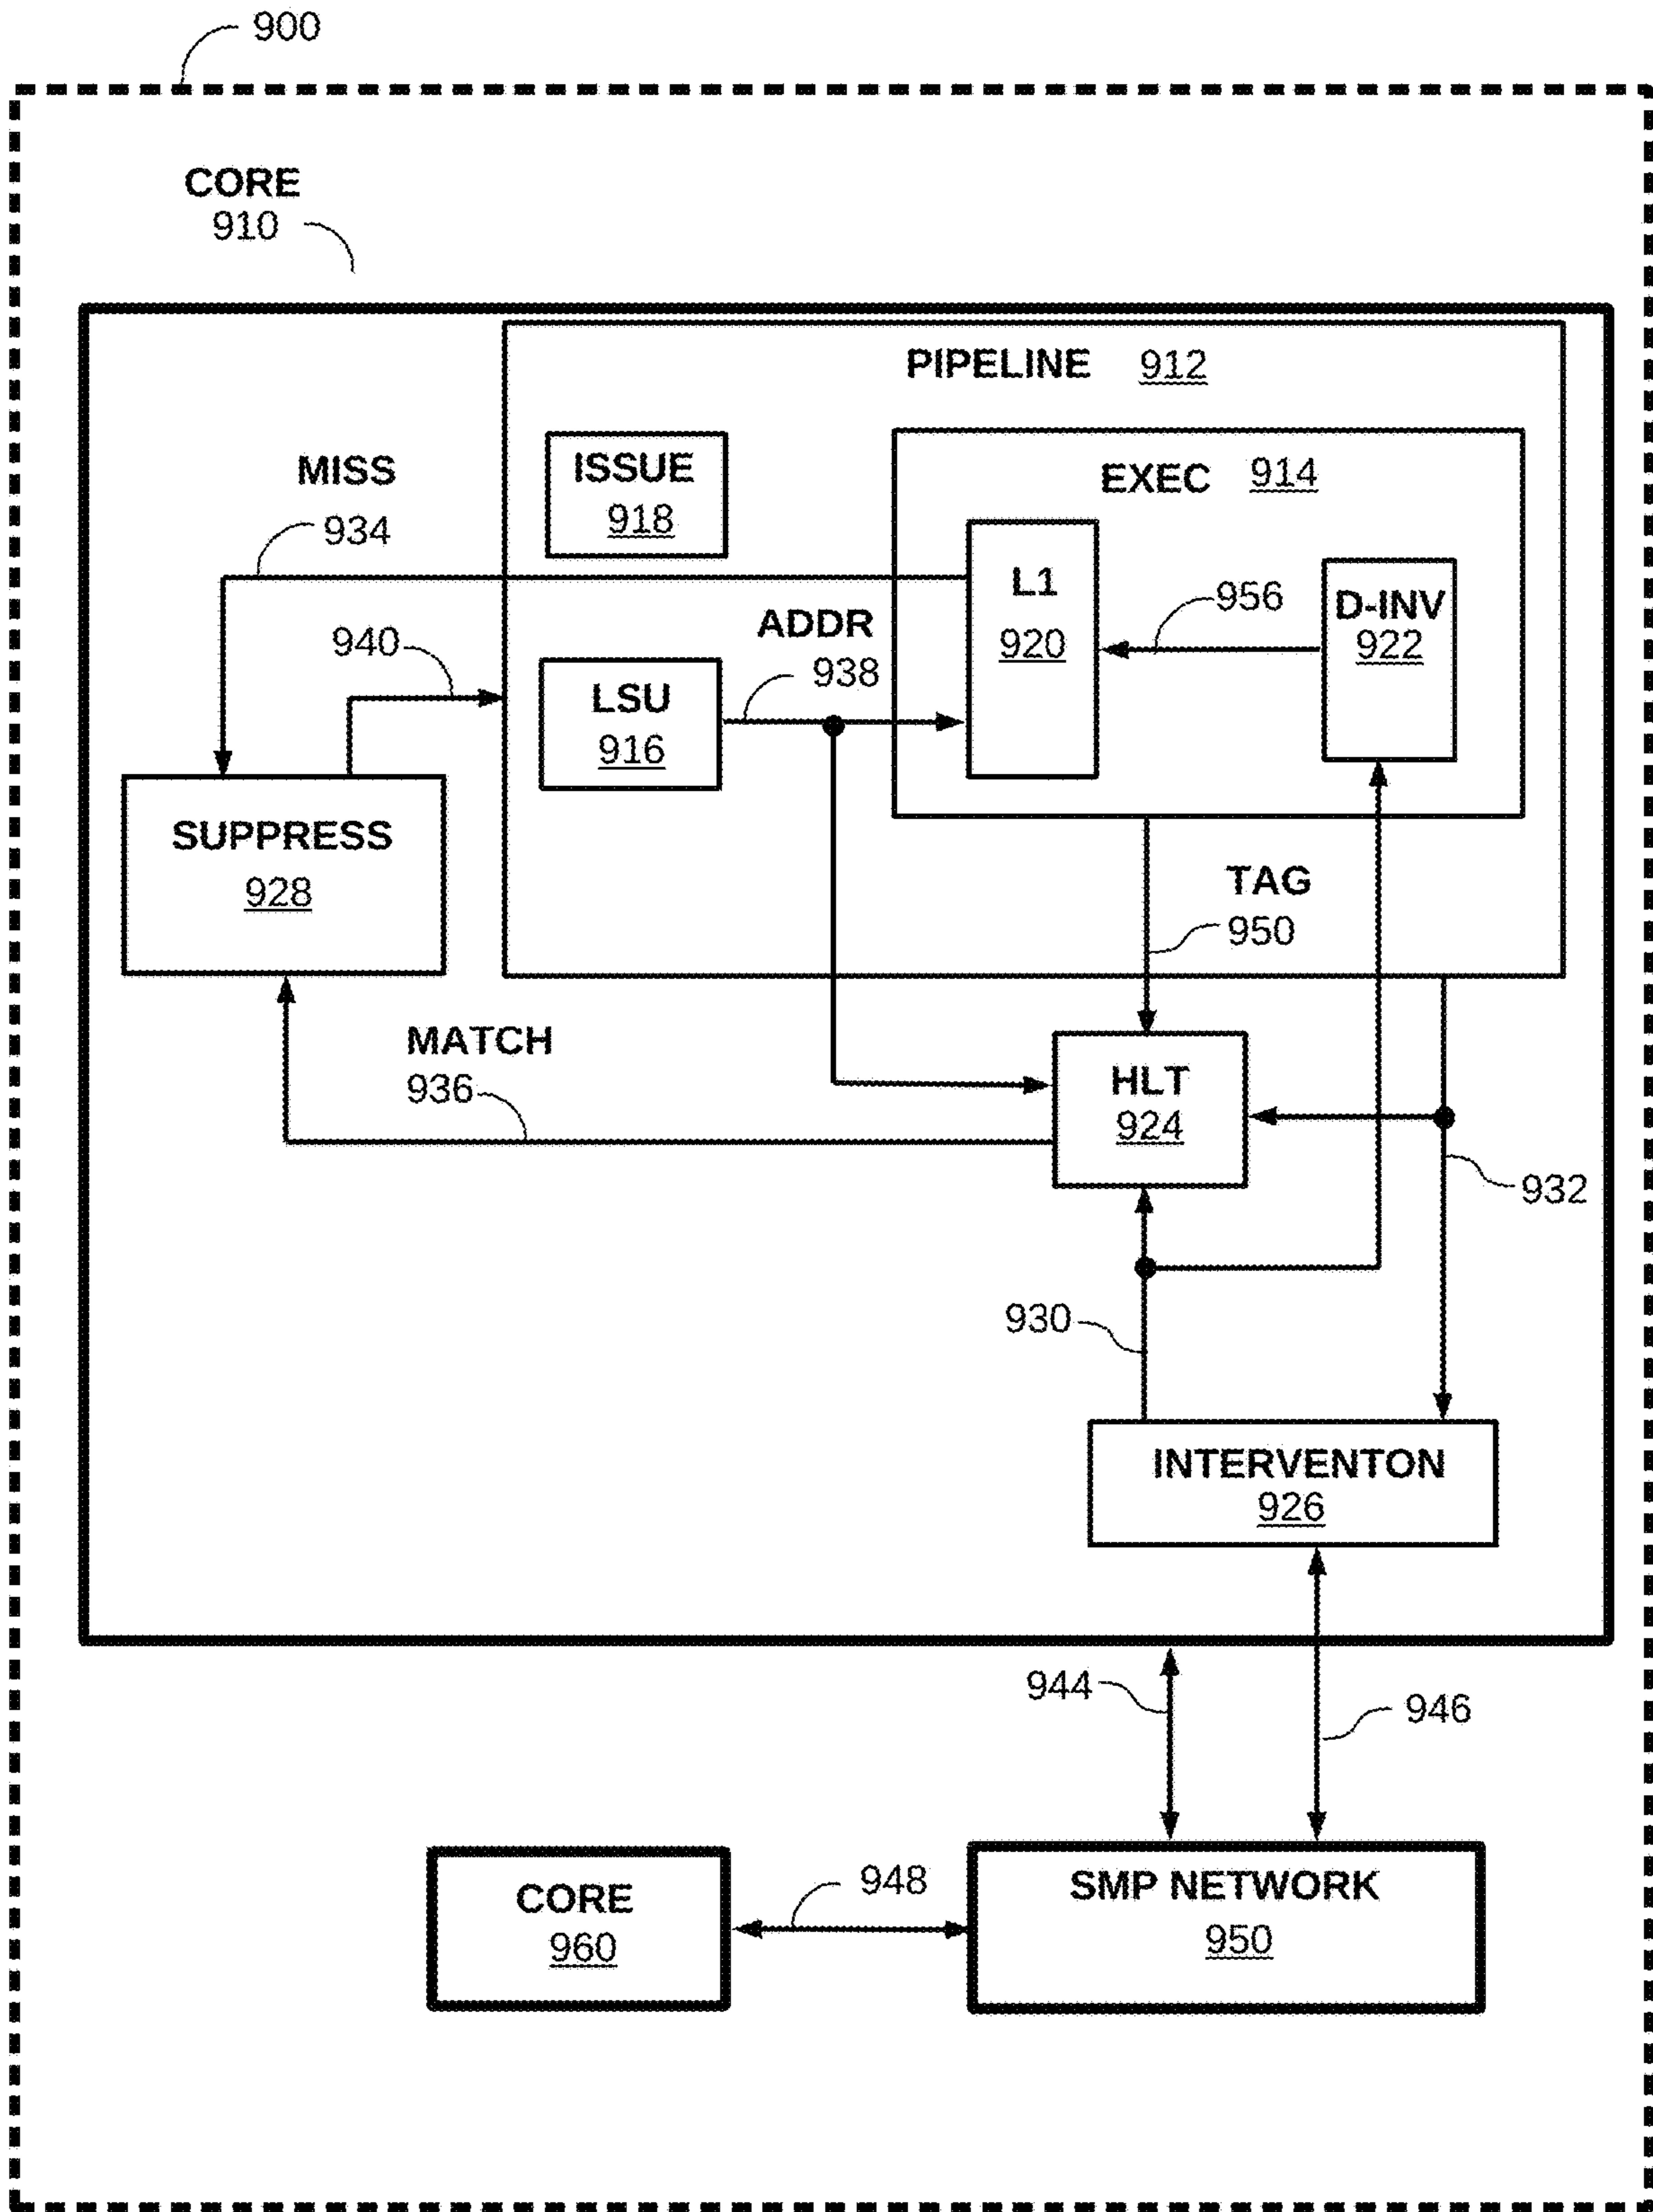 900
CORE
910
PIPELINE 912
ISSUE
918
EXEC 914
MISS
934
L1
920
956
D-INV
922
ADDR
938
940
LSU
916
SUPPRESS
928
TAG
950
MATCH
936
HLT
924
932
930
INTERVENTON
926
944
946
CORE
960
948
SMP NETWORK
950